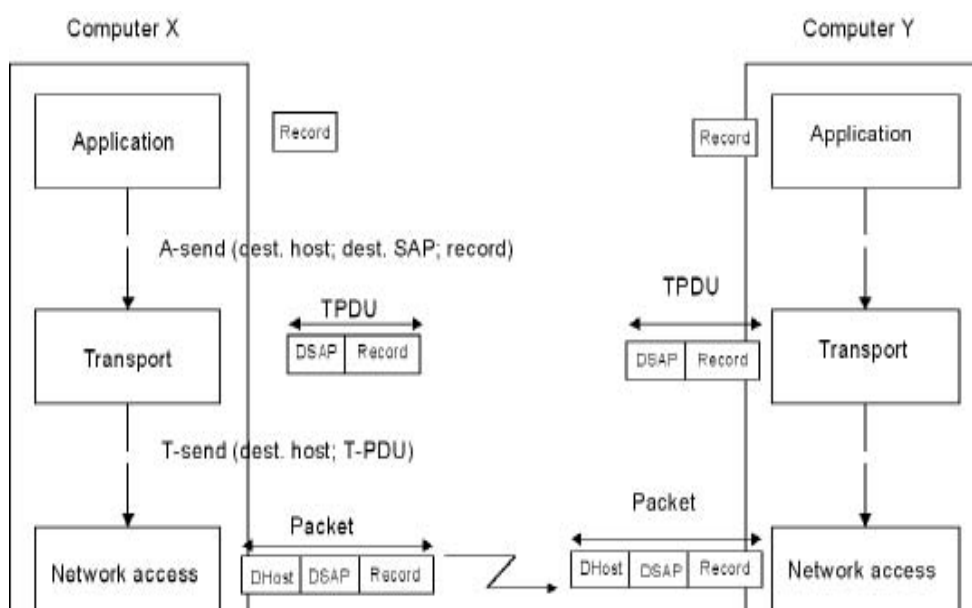 Computer X
Computer Y
Application
Record
Record
Application
A-send (dest. host; dest. SAP; record)
TPDU
TPDU
Transport
DSAP Record
DSAP Record
Transport
T-send (dest. host; T-PDU)
Packet
Packet
Network access
DHost DSAP Record
DHost DSAP Record
Network access